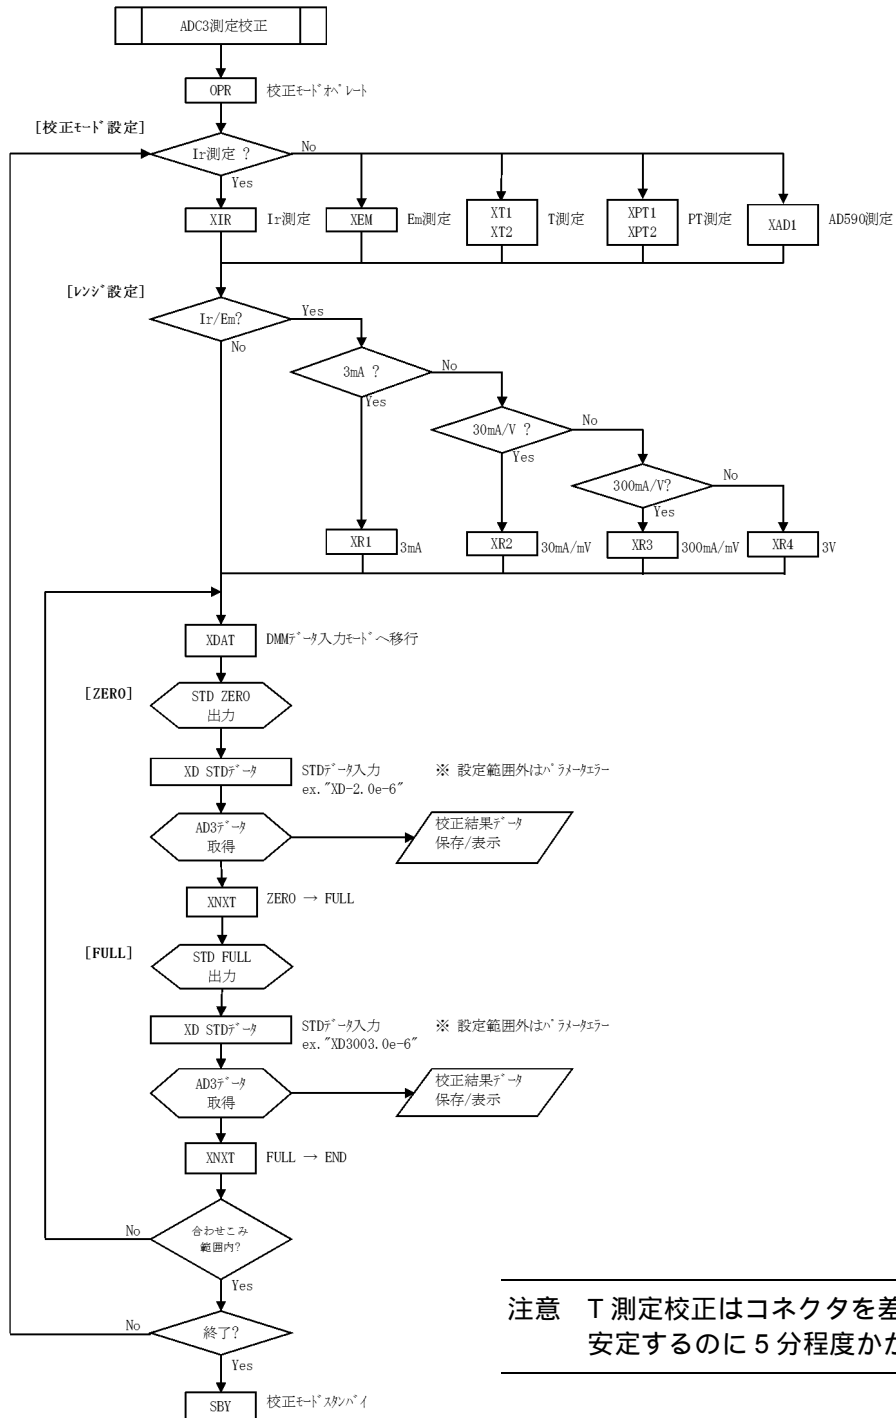 ADC3測定校正
OPR 校正ﾓｰﾄﾞｵﾍﾟﾚｰﾄ
[校正ﾓｰﾄﾞ設定]
Ir測定 ?
No
Yes
XIR Ir測定
XEM Em測定
XT1
XT2
T測定
XPT1
XPT2
PT測定
XAD1 AD590測定
[ﾚﾝｼﾞ設定]
Ir/Em?
Yes
No
3mA ?
No
Yes
30mA/V ?
No
Yes
300mA/V?
No
Yes
XR1 3mA
XR2 30mA/mV
XR3 300mA/mV
XR4 3V
XDAT DMMﾃﾞｰﾀ入力ﾓｰﾄﾞへ移行
[ZERO]
STD ZERO
出力
XD STDﾃﾞｰﾀ
STDﾃﾞｰﾀ入力 ※ 設定範囲外はﾊﾟﾗﾒｰﾀｴﾗｰ
ex."XD-2.0e-6"
AD3ﾃﾞｰﾀ
取得
校正結果ﾃﾞｰﾀ
保存/表示
XNXT ZERO → FULL
[FULL]
STD FULL
出力
XD STDﾃﾞｰﾀ
STDﾃﾞｰﾀ入力 ※ 設定範囲外はﾊﾟﾗﾒｰﾀｴﾗｰ
ex."XD3003.0e-6"
AD3ﾃﾞｰﾀ
取得
校正結果ﾃﾞｰﾀ
保存/表示
XNXT FULL → END
合わせこみ
範囲内?
No
Yes
終了?
No
Yes
SBY 校正ﾓｰﾄﾞｽﾀﾝﾊﾞｲ
注意 T 測定校正はコネクタを差
安定するのに 5 分程度かか